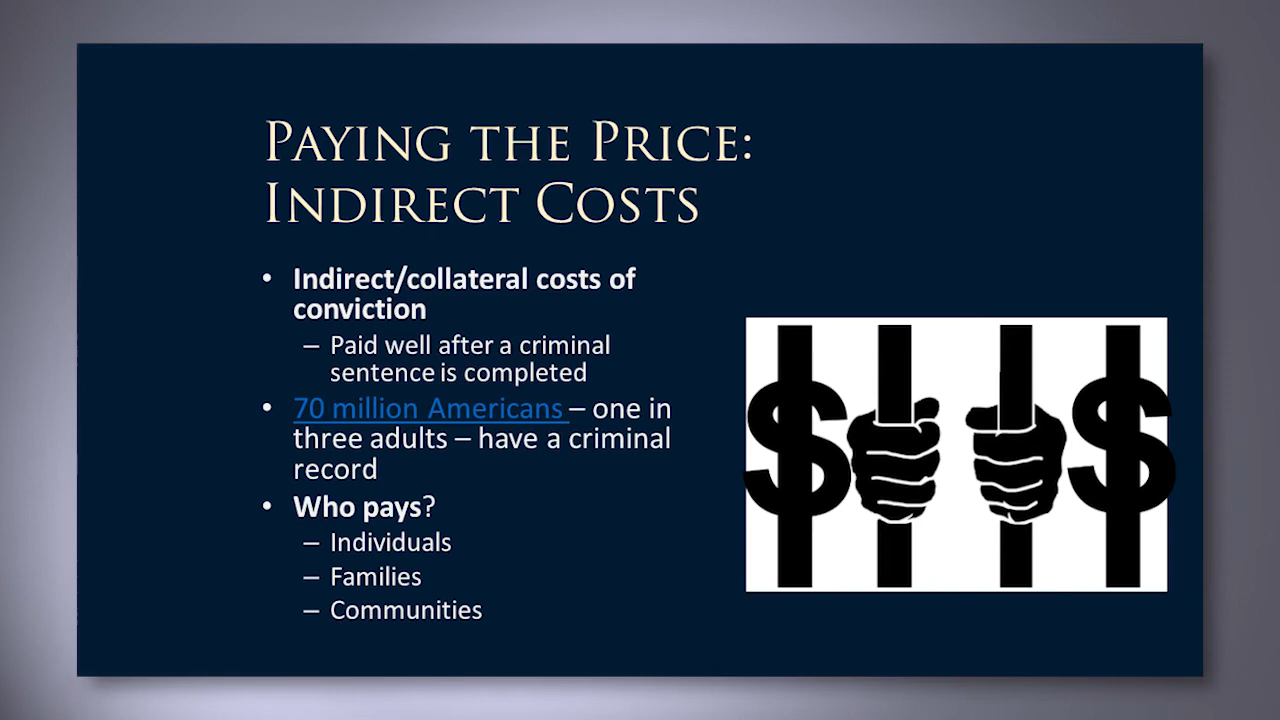 PAYING THE PRICE:
INDIRECT COSTS
• Indirect/collateral costs of
conviction
– Paid well after a criminal
sentence is completed
• 70 million Americans – one in
three adults – have a criminal
record
• Who pays?
– Individuals
– Families
– Communities
$ $